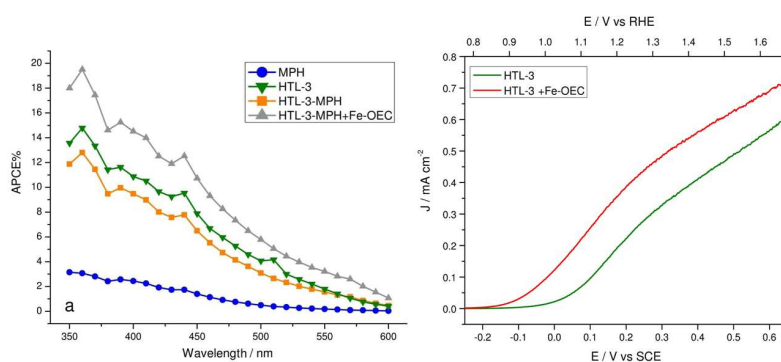 MPH
HTL-3
HTL-3-MPH
HTL-3-MPH+Fe-OEC
APCE%
20
18
16
14
12
10
8
6
4
2
0
a
350 400 450 500 550 600
Wavelength / nm
E / V vs RHE
0.8 0.9 1.0 1.1 1.2 1.3 1.4 1.5 1.6
HTL-3
HTL-3 +Fe-OEC
J / mA cm-2
0.8
0.7
0.6
0.5
0.4
0.3
0.2
0.1
0.0
-0.2 -0.1 0.0 0.1 0.2 0.3 0.4 0.5 0.6
E / V vs SCE